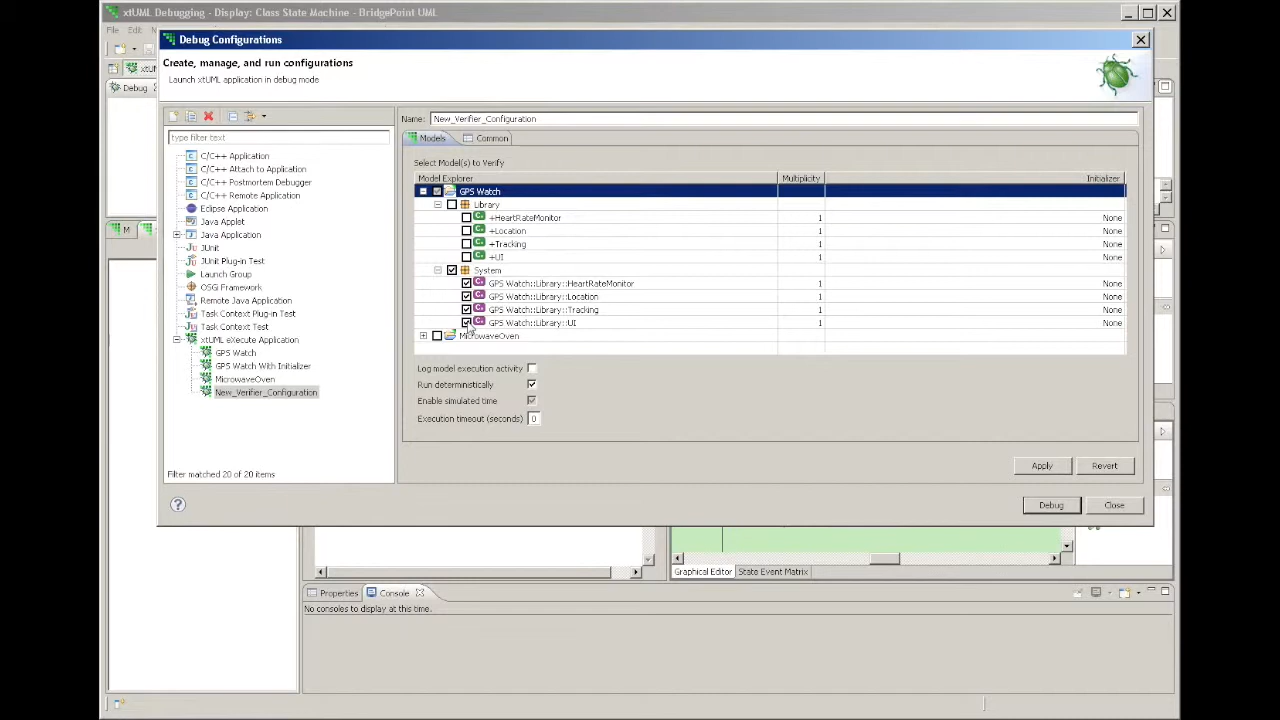 xtUML Debugging - Display: Class State Machine - BridgePoint UML
File Edit
Debug Configurations
Create, manage, and run configurations
Launch xtUML application in debug mode
xtU
Debug
type filter text
C/C++ Application
C/C++ Attach to Application
C/C++ Postmortem Debugger
C/C++ Remote Application
Eclipse Application
Java Applet
Java Application
JUnit
JUnit Plug-in Test
Launch Group
OSGi Framework
Remote Java Application
Task Context Plug-in Test
Task Context Test
xtUML eXecute Application
GPS Watch
GPS Watch With Initializer
MicrowaveOven
New_Verifier_Configuration
Filter matched 20 of 20 items
Name: New_Verifier_Configuration
Models Common
Select Model(s) to Verify
Model Explorer Multiplicity Initializer
GPS Watch
Library
+HeartRateMonitor 1 None
+Location 1 None
+Tracking 1 None
+UI 1 None
System
GPS Watch::Library::HeartRateMonitor 1 None
GPS Watch::Library::Location 1 None
GPS Watch::Library::Tracking 1 None
GPS Watch::Library::UI 1 None
MicrowaveOven
Log model execution activity
Run deterministically
Enable simulated time
Execution timeout (seconds) 0
Apply Revert
Debug Close
M
Graphical Editor State Event Matrix
Properties Console
No consoles to display at this time.